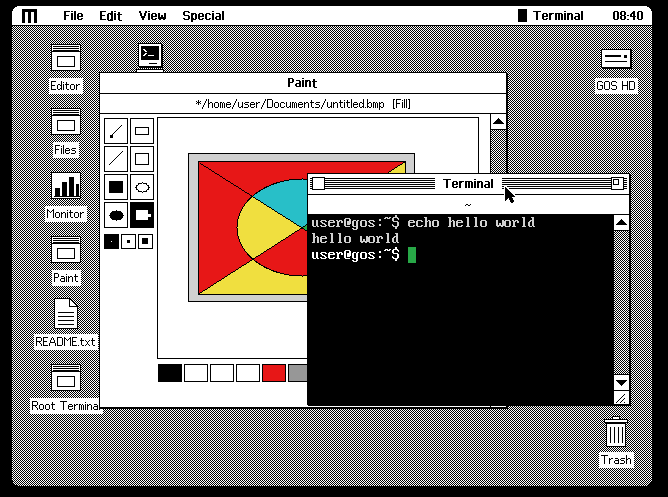 File Edit View Special Terminal 08:40
Editor
GOS HD
Paint
*/home/user/Documents/untitled.bmp [Fill]
Files
Terminal
~
Monitor
user@gos:~$ echo hello world
hello world
user@gos:~$
Paint
README.txt
Root Terminal
Trash